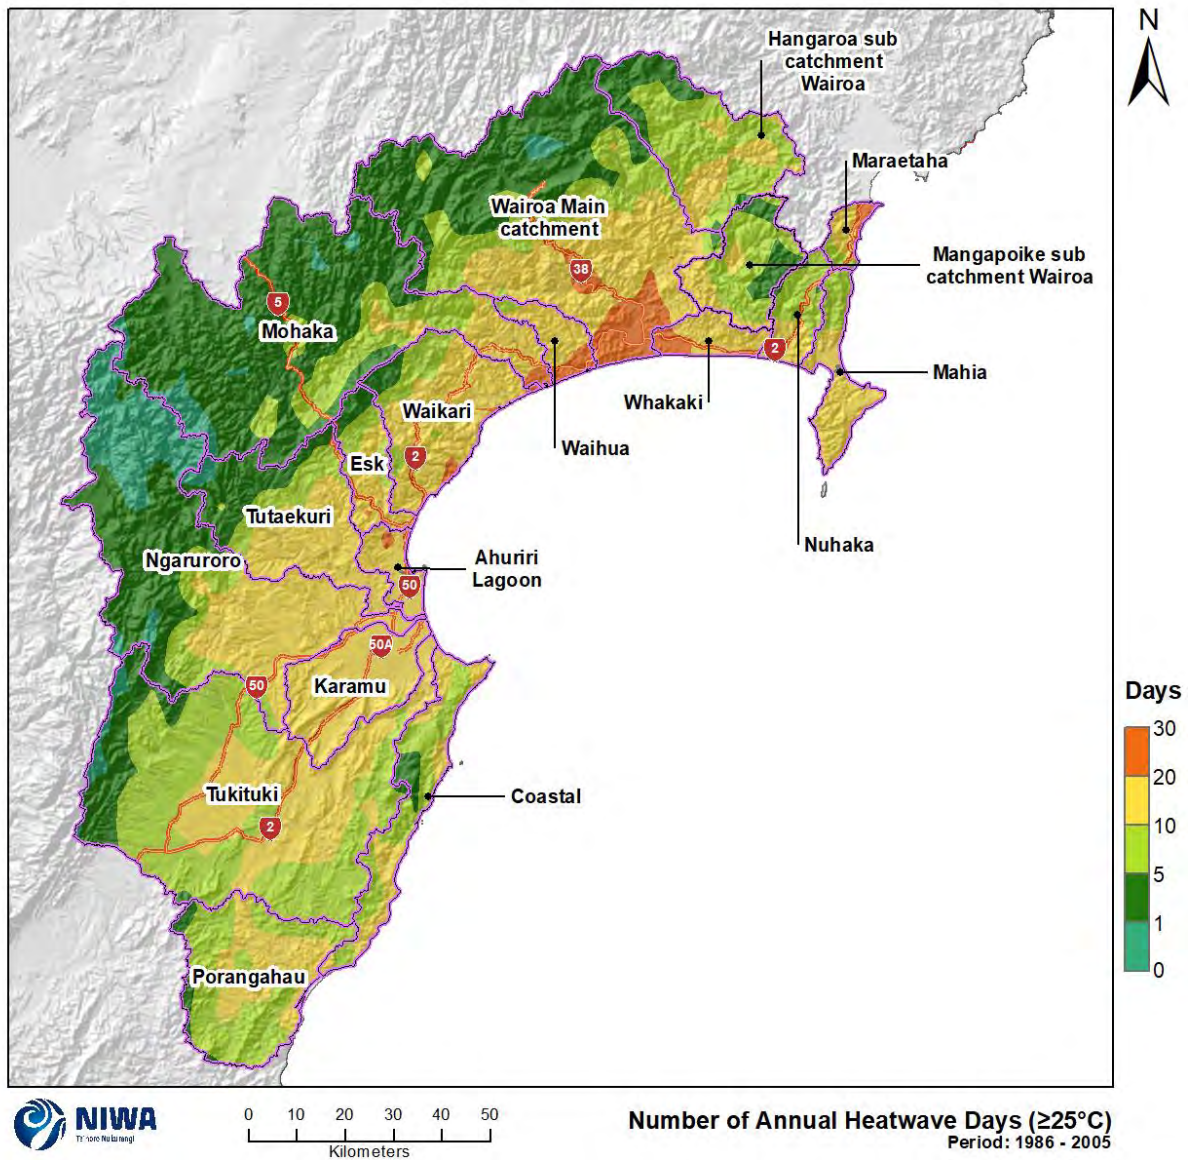 N
Hangaroa sub
catchment
Wairoa
Maraetaha
Wairoa Main
catchment
Mangapoike sub
catchment Wairoa
38
5
Mohaka
2
Mahia
Whakaki
Waikari
Waihua
2
Esk
Tutaekuri
Nuhaka
Ngaruroro
Ahuriri
Lagoon
50
50A
50
Karamu
Tukituki
Coastal
2
Porangahau
Days
30
20
10
5
1
0
NIWA
Taihoro Nukurangi
0 10 20 30 40 50
Kilometers
Number of Annual Heatwave Days (≥25°C)
Period: 1986 - 2005